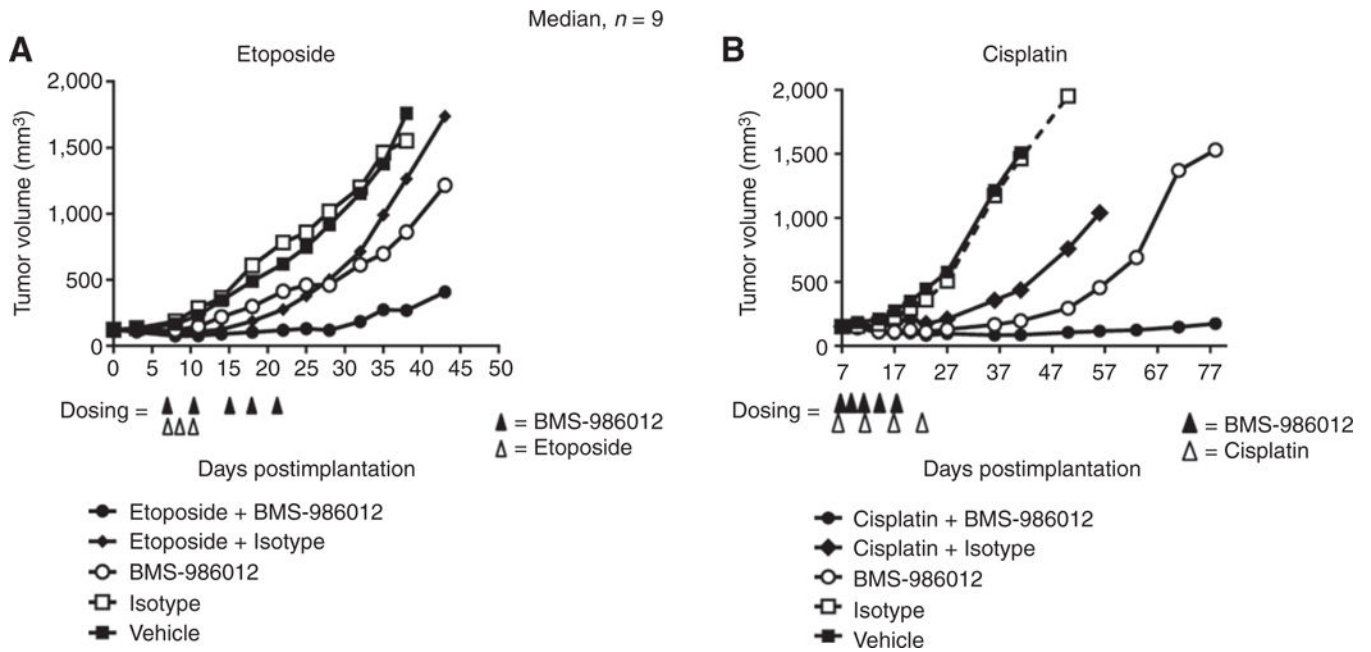 Median, n = 9
A
Etoposide
Tumor volume (mm³)
2,000
1,500
1,000
500
0
0 5 10 15 20 25 30 35 40 45 50
Dosing =
= BMS-986012
= Etoposide
Days postimplantation
Etoposide + BMS-986012
Etoposide + Isotype
BMS-986012
Isotype
Vehicle
B
Cisplatin
Tumor volume (mm³)
2,000
1,500
1,000
500
0
7 17 27 37 47 57 67 77
Dosing =
= BMS-986012
= Cisplatin
Days postimplantation
Cisplatin + BMS-986012
Cisplatin + Isotype
BMS-986012
Isotype
Vehicle